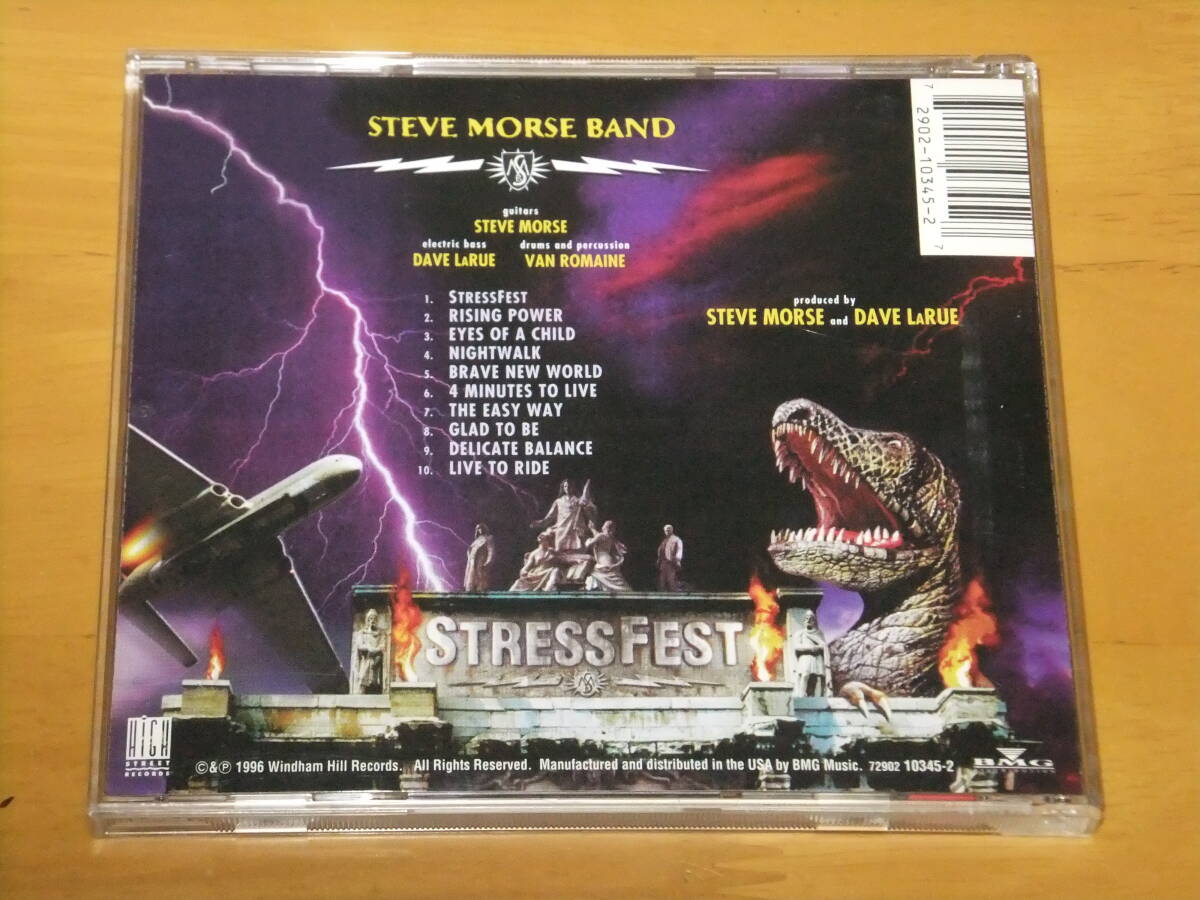 STEVE MORSE BAND
guitars
STEVE MORSE
electric bass drums and percussion
DAVE LARUE VAN ROMAINE
1. STRESSFEST
2. RISING POWER
3. EYES OF A CHILD
4. NIGHTWALK
5. BRAVE NEW WORLD
6. 4 MINUTES TO LIVE
7. THE EASY WAY
8. GLAD TO BE
9. DELICATE BALANCE
10. LIVE TO RIDE
produced by
STEVE MORSE and DAVE LARUE
7 2902-10345-2 7
STRESSFEST
HIGH
STREET
RECORDS
©&℗ 1996 Windham Hill Records. All Rights Reserved. Manufactured and distributed in the USA by BMG Music. 72902 10345-2
BMG